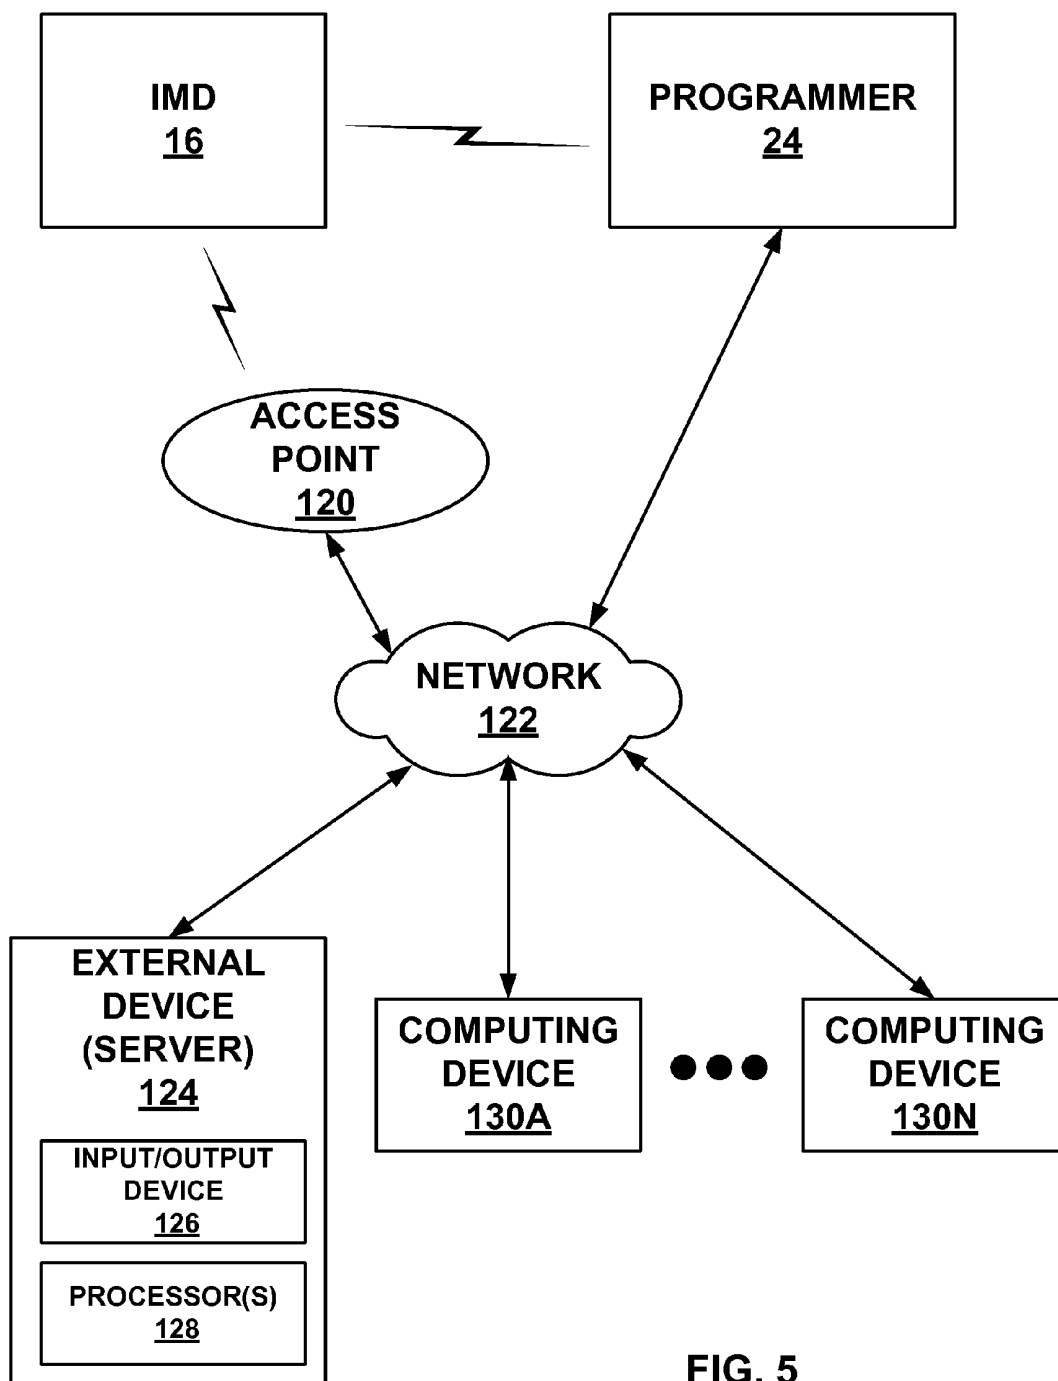 IMD
16
PROGRAMMER
24
ACCESS
POINT
120
NETWORK
122
EXTERNAL
DEVICE
(SERVER)
124
INPUT/OUTPUT
DEVICE
126
PROCESSOR(S)
128
COMPUTING
DEVICE
130A
COMPUTING
DEVICE
130N
FIG. 5